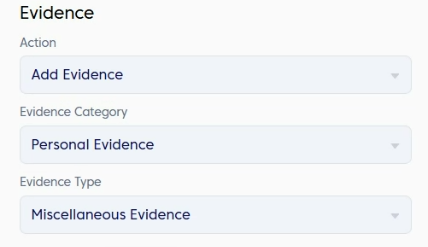 Evidence
Action
Add Evidence
Evidence Category
Personal Evidence
Evidence Type
Miscellaneous Evidence